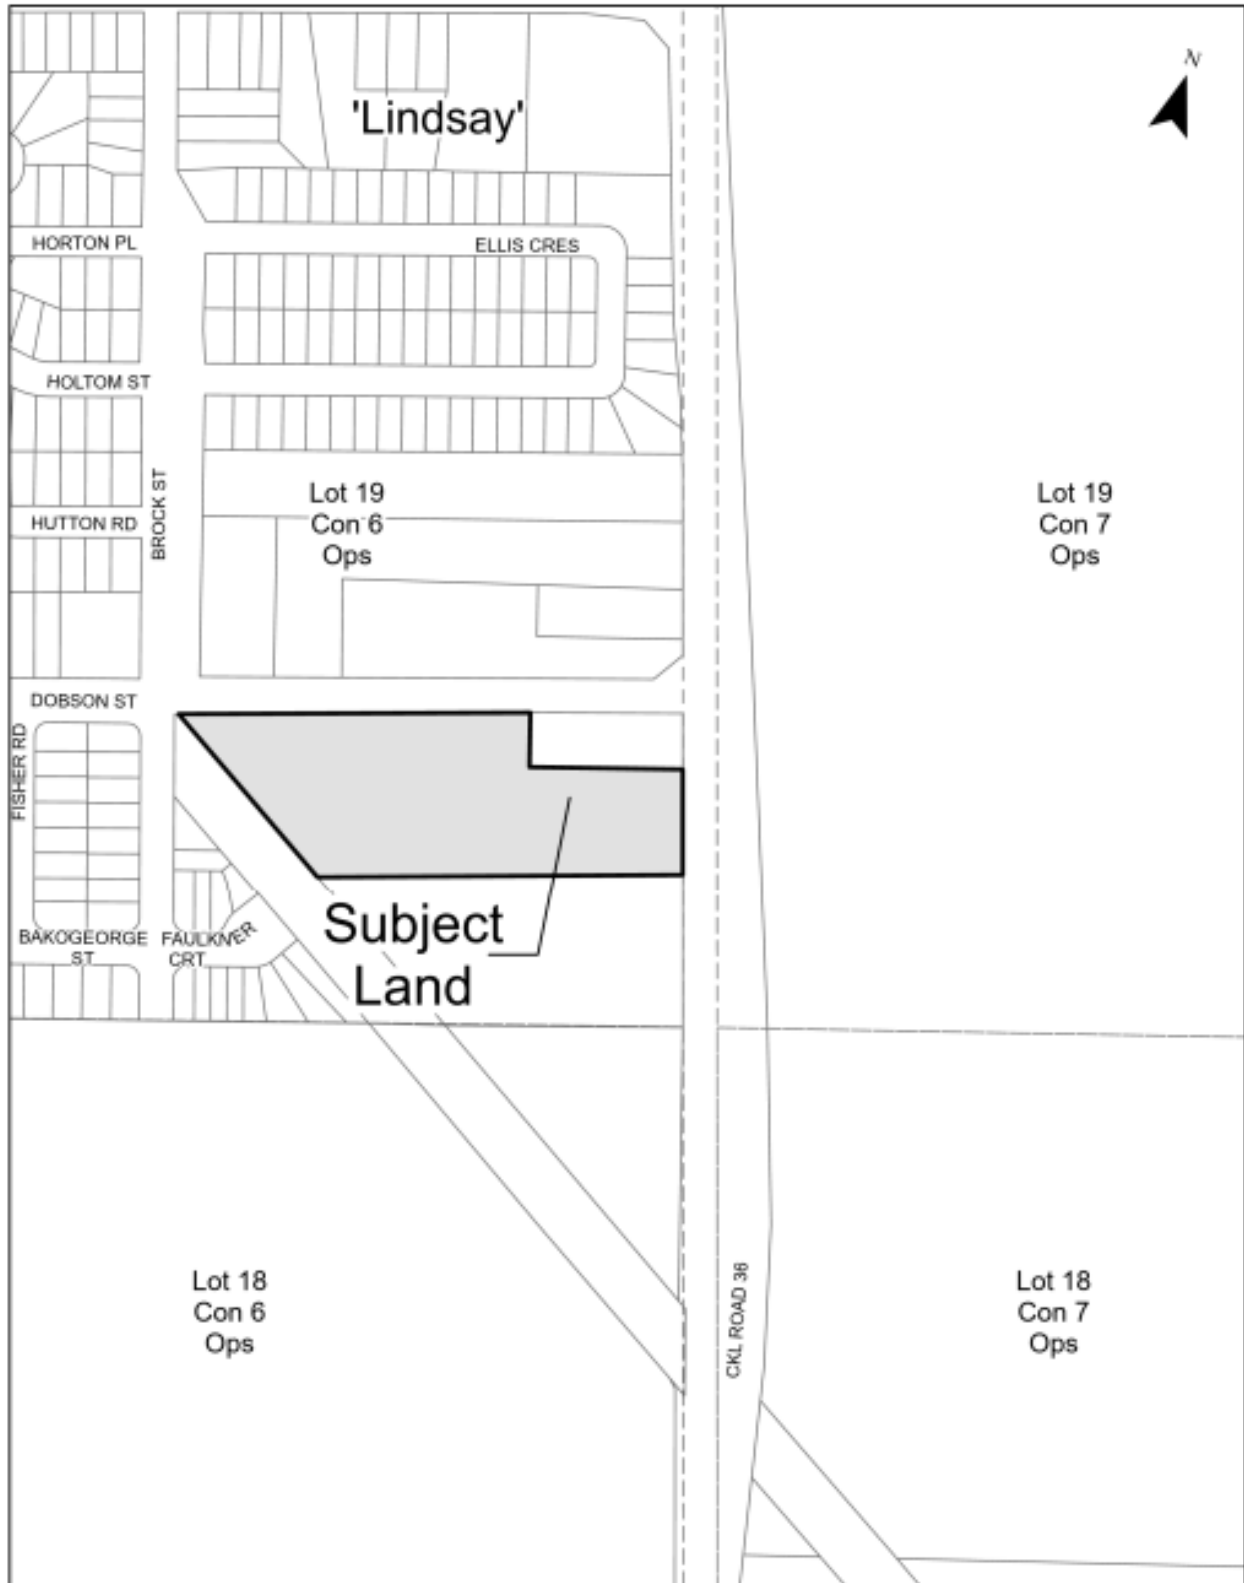 N
'Lindsay'
HORTON PL
ELLIS CRES
HOLTOM ST
BROCK ST
Lot 19
Con 6
Ops
Lot 19
Con 7
Ops
HUTTON RD
DOBSON ST
FISHER RD
BAKOGEORGE
ST
FAULKNER
CRT
Subject
Land
Lot 18
Con 6
Ops
CKL ROAD 36
Lot 18
Con 7
Ops